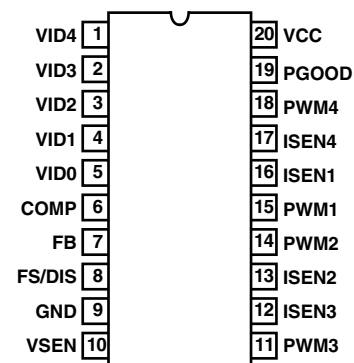 VID4 1 20 VCC
VID3 2 19 PGOOD
VID2 3 18 PWM4
VID1 4 17 ISEN4
VID0 5 16 ISEN1
COMP 6 15 PWM1
FB 7 14 PWM2
FS/DIS 8 13 ISEN2
GND 9 12 ISEN3
VSEN 10 11 PWM3